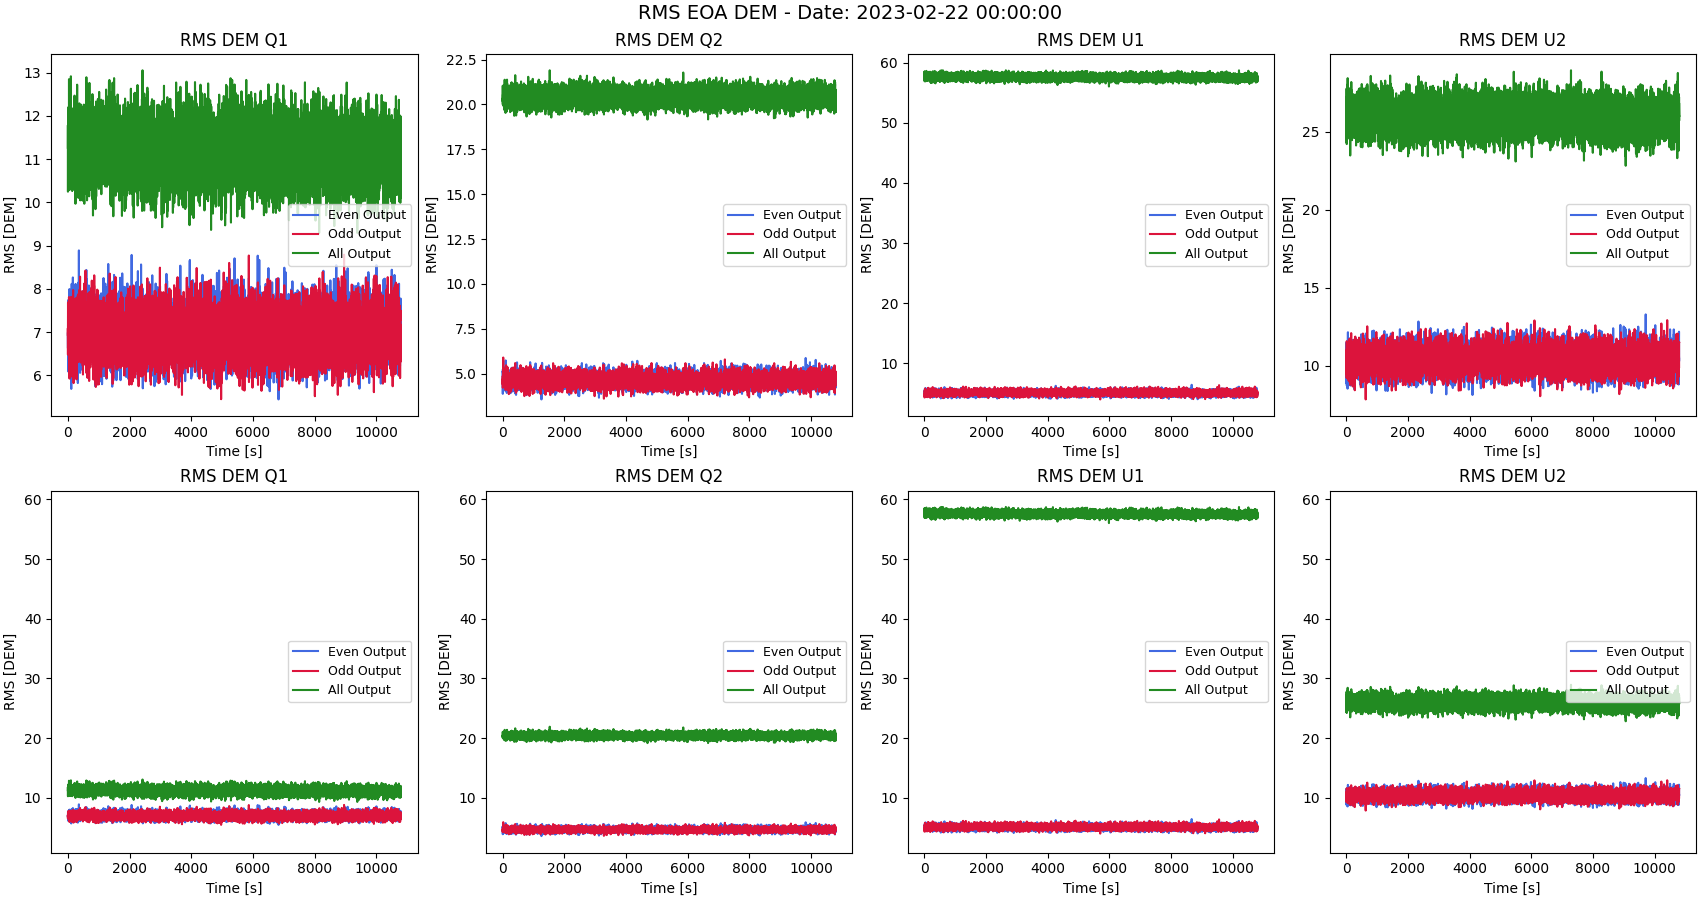 RMS EOA DEM - Date: 2023-02-22 00:00:00
RMS DEM Q1
RMS [DEM]
13
12
11
10
9
8
7
6
0 2000 4000 6000 8000 10000
Time [s]
Even Output
Odd Output
All Output
RMS DEM Q2
RMS [DEM]
22.5
20.0
17.5
15.0
12.5
10.0
7.5
5.0
0 2000 4000 6000 8000 10000
Time [s]
Even Output
Odd Output
All Output
RMS DEM U1
RMS [DEM]
60
50
40
30
20
10
0 2000 4000 6000 8000 10000
Time [s]
Even Output
Odd Output
All Output
RMS DEM U2
RMS [DEM]
25
20
15
10
0 2000 4000 6000 8000 10000
Time [s]
Even Output
Odd Output
All Output
RMS DEM Q1
RMS [DEM]
60
50
40
30
20
10
0 2000 4000 6000 8000 10000
Time [s]
Even Output
Odd Output
All Output
RMS DEM Q2
RMS [DEM]
60
50
40
30
20
10
0 2000 4000 6000 8000 10000
Time [s]
Even Output
Odd Output
All Output
RMS DEM U1
RMS [DEM]
60
50
40
30
20
10
0 2000 4000 6000 8000 10000
Time [s]
Even Output
Odd Output
All Output
RMS DEM U2
RMS [DEM]
60
50
40
30
20
10
0 2000 4000 6000 8000 10000
Time [s]
Even Output
Odd Output
All Output